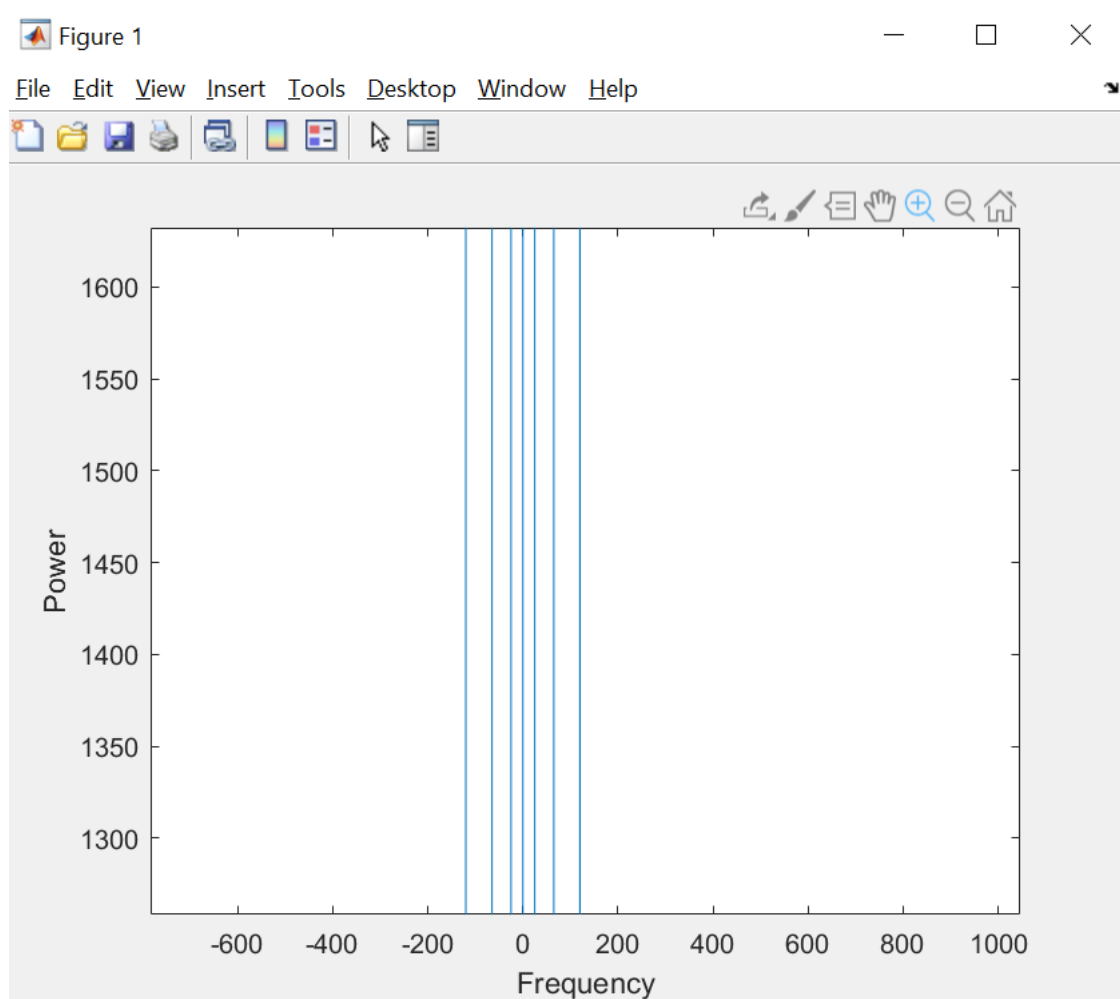 Figure 1
File Edit View Insert Tools Desktop Window Help
1600
1550
1500
1450
1400
1350
1300
Power
-600 -400 -200 0 200 400 600 800 1000
Frequency